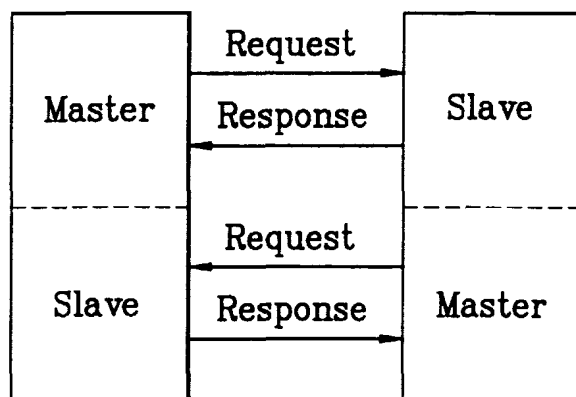 Request
Master
Response
Slave
Request
Slave
Response
Master